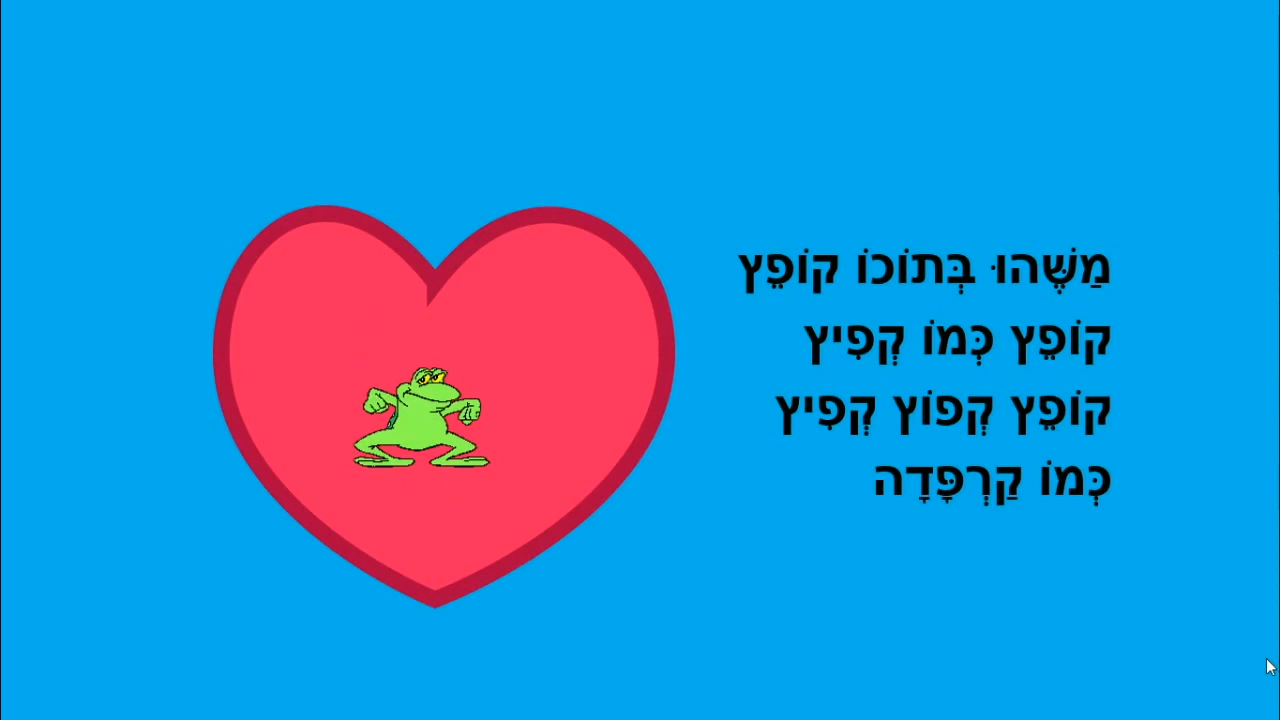 מַשֶּׁהוּ בְּתוֹכוֹ קוֹפֵץ
קוֹפֵץ כְּמוֹ קְפִיץ
קוֹפֵץ קְפוֹץ קְפִיץ
כְּמוֹ קַרְפָּדָה